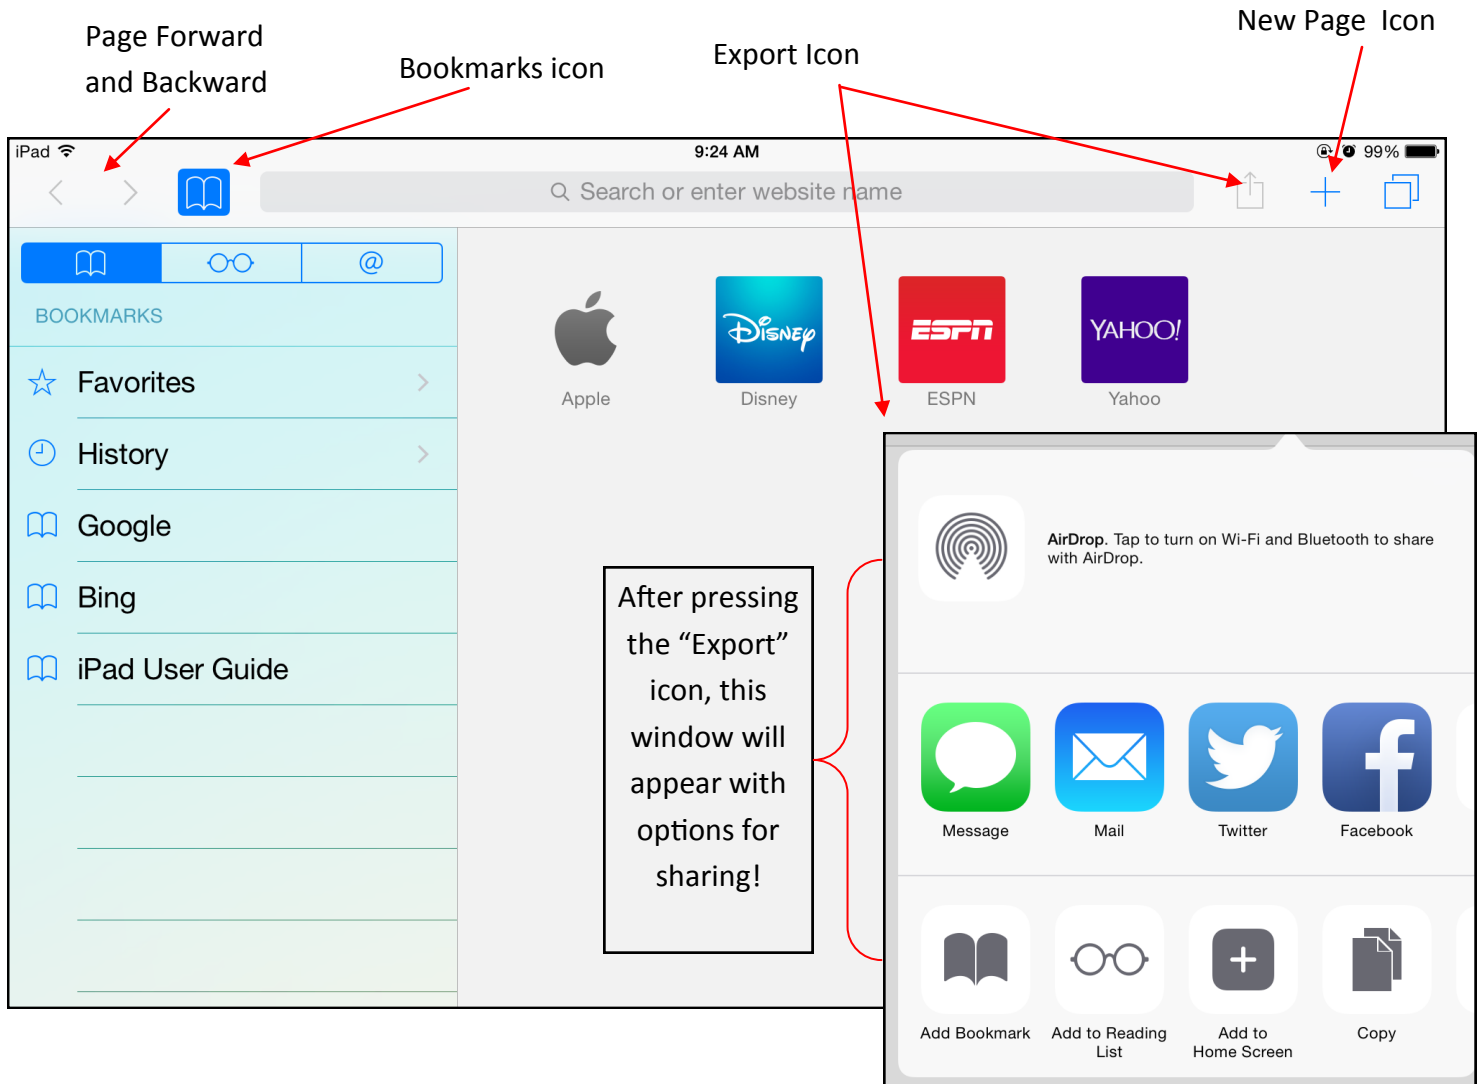 Page Forward
and Backward
Bookmarks icon
Export Icon
New Page Icon
iPad
9:24 AM
99%
Search or enter website name
@
BOOKMARKS
Favorites
History
Google
Bing
iPad User Guide
Disney
ESPN
YAHOO!
Apple
Disney
ESPN
Yahoo
After pressing
the “Export”
icon, this
window will
appear with
options for
sharing!
AirDrop. Tap to turn on Wi-Fi and Bluetooth to share
with AirDrop.
Message
Mail
Twitter
Facebook
Add Bookmark
Add to Reading
List
Add to
Home Screen
Copy